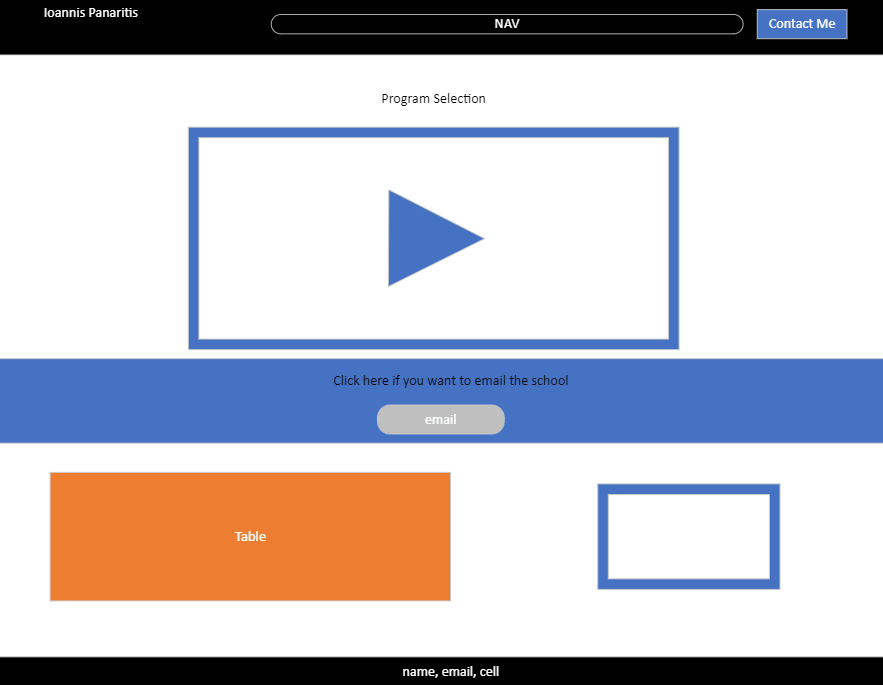 Ioannis Panaritis
NAV
Contact Me
Program Selection
Click here if you want to email the school
email
Table
name, email, cell